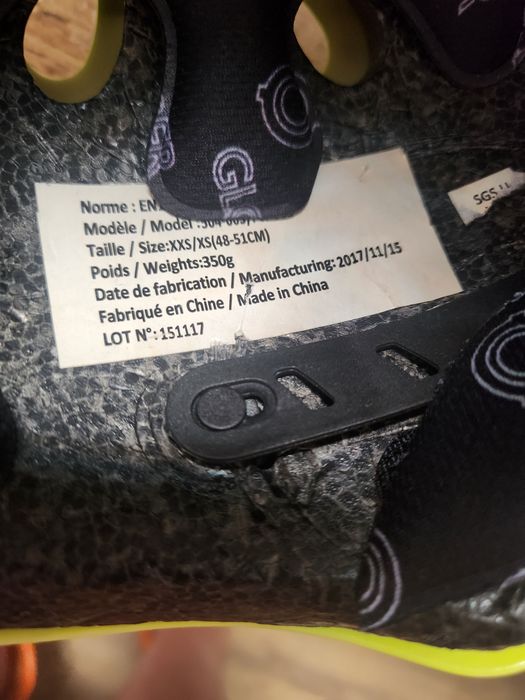 Norme : EN
Modèle / Model :504-
Taille / Size:XXS/XS(48-51CM)
Poids / Weights:350g
Date de fabrication / Manufacturing: 2017/11/15
Fabriqué en Chine / Made in China
LOT N°: 151117
SGS